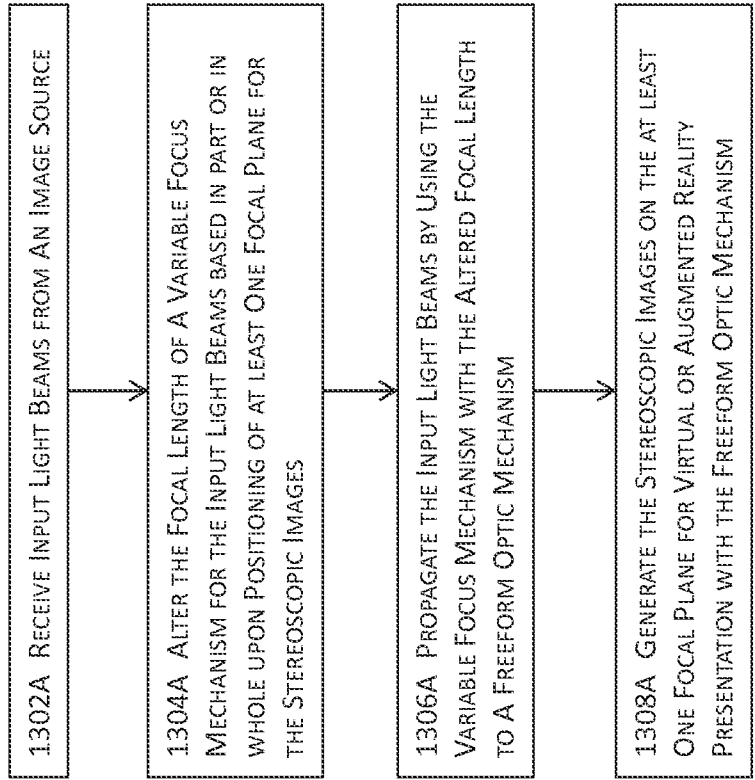 1302A RECEIVE INPUT LIGHT BEAMS FROM AN IMAGE SOURCE
1304A ALTER THE FOCAL LENGTH OF A VARIABLE FOCUS
MECHANISM FOR THE INPUT LIGHT BEAMS BASED IN PART OR IN
WHOLE UPON POSITIONING OF AT LEAST ONE FOCAL PLANE FOR
THE STEREOSCOPIC IMAGES
1306A PROPAGATE THE INPUT LIGHT BEAMS BY USING THE
VARIABLE FOCUS MECHANISM WITH THE ALTERED FOCAL LENGTH
TO A FREEFORM OPTIC MECHANISM
1308A GENERATE THE STEREOSCOPIC IMAGES ON THE AT LEAST
ONE FOCAL PLANE FOR VIRTUAL OR AUGMENTED REALITY
PRESENTATION WITH THE FREEFORM OPTIC MECHANISM